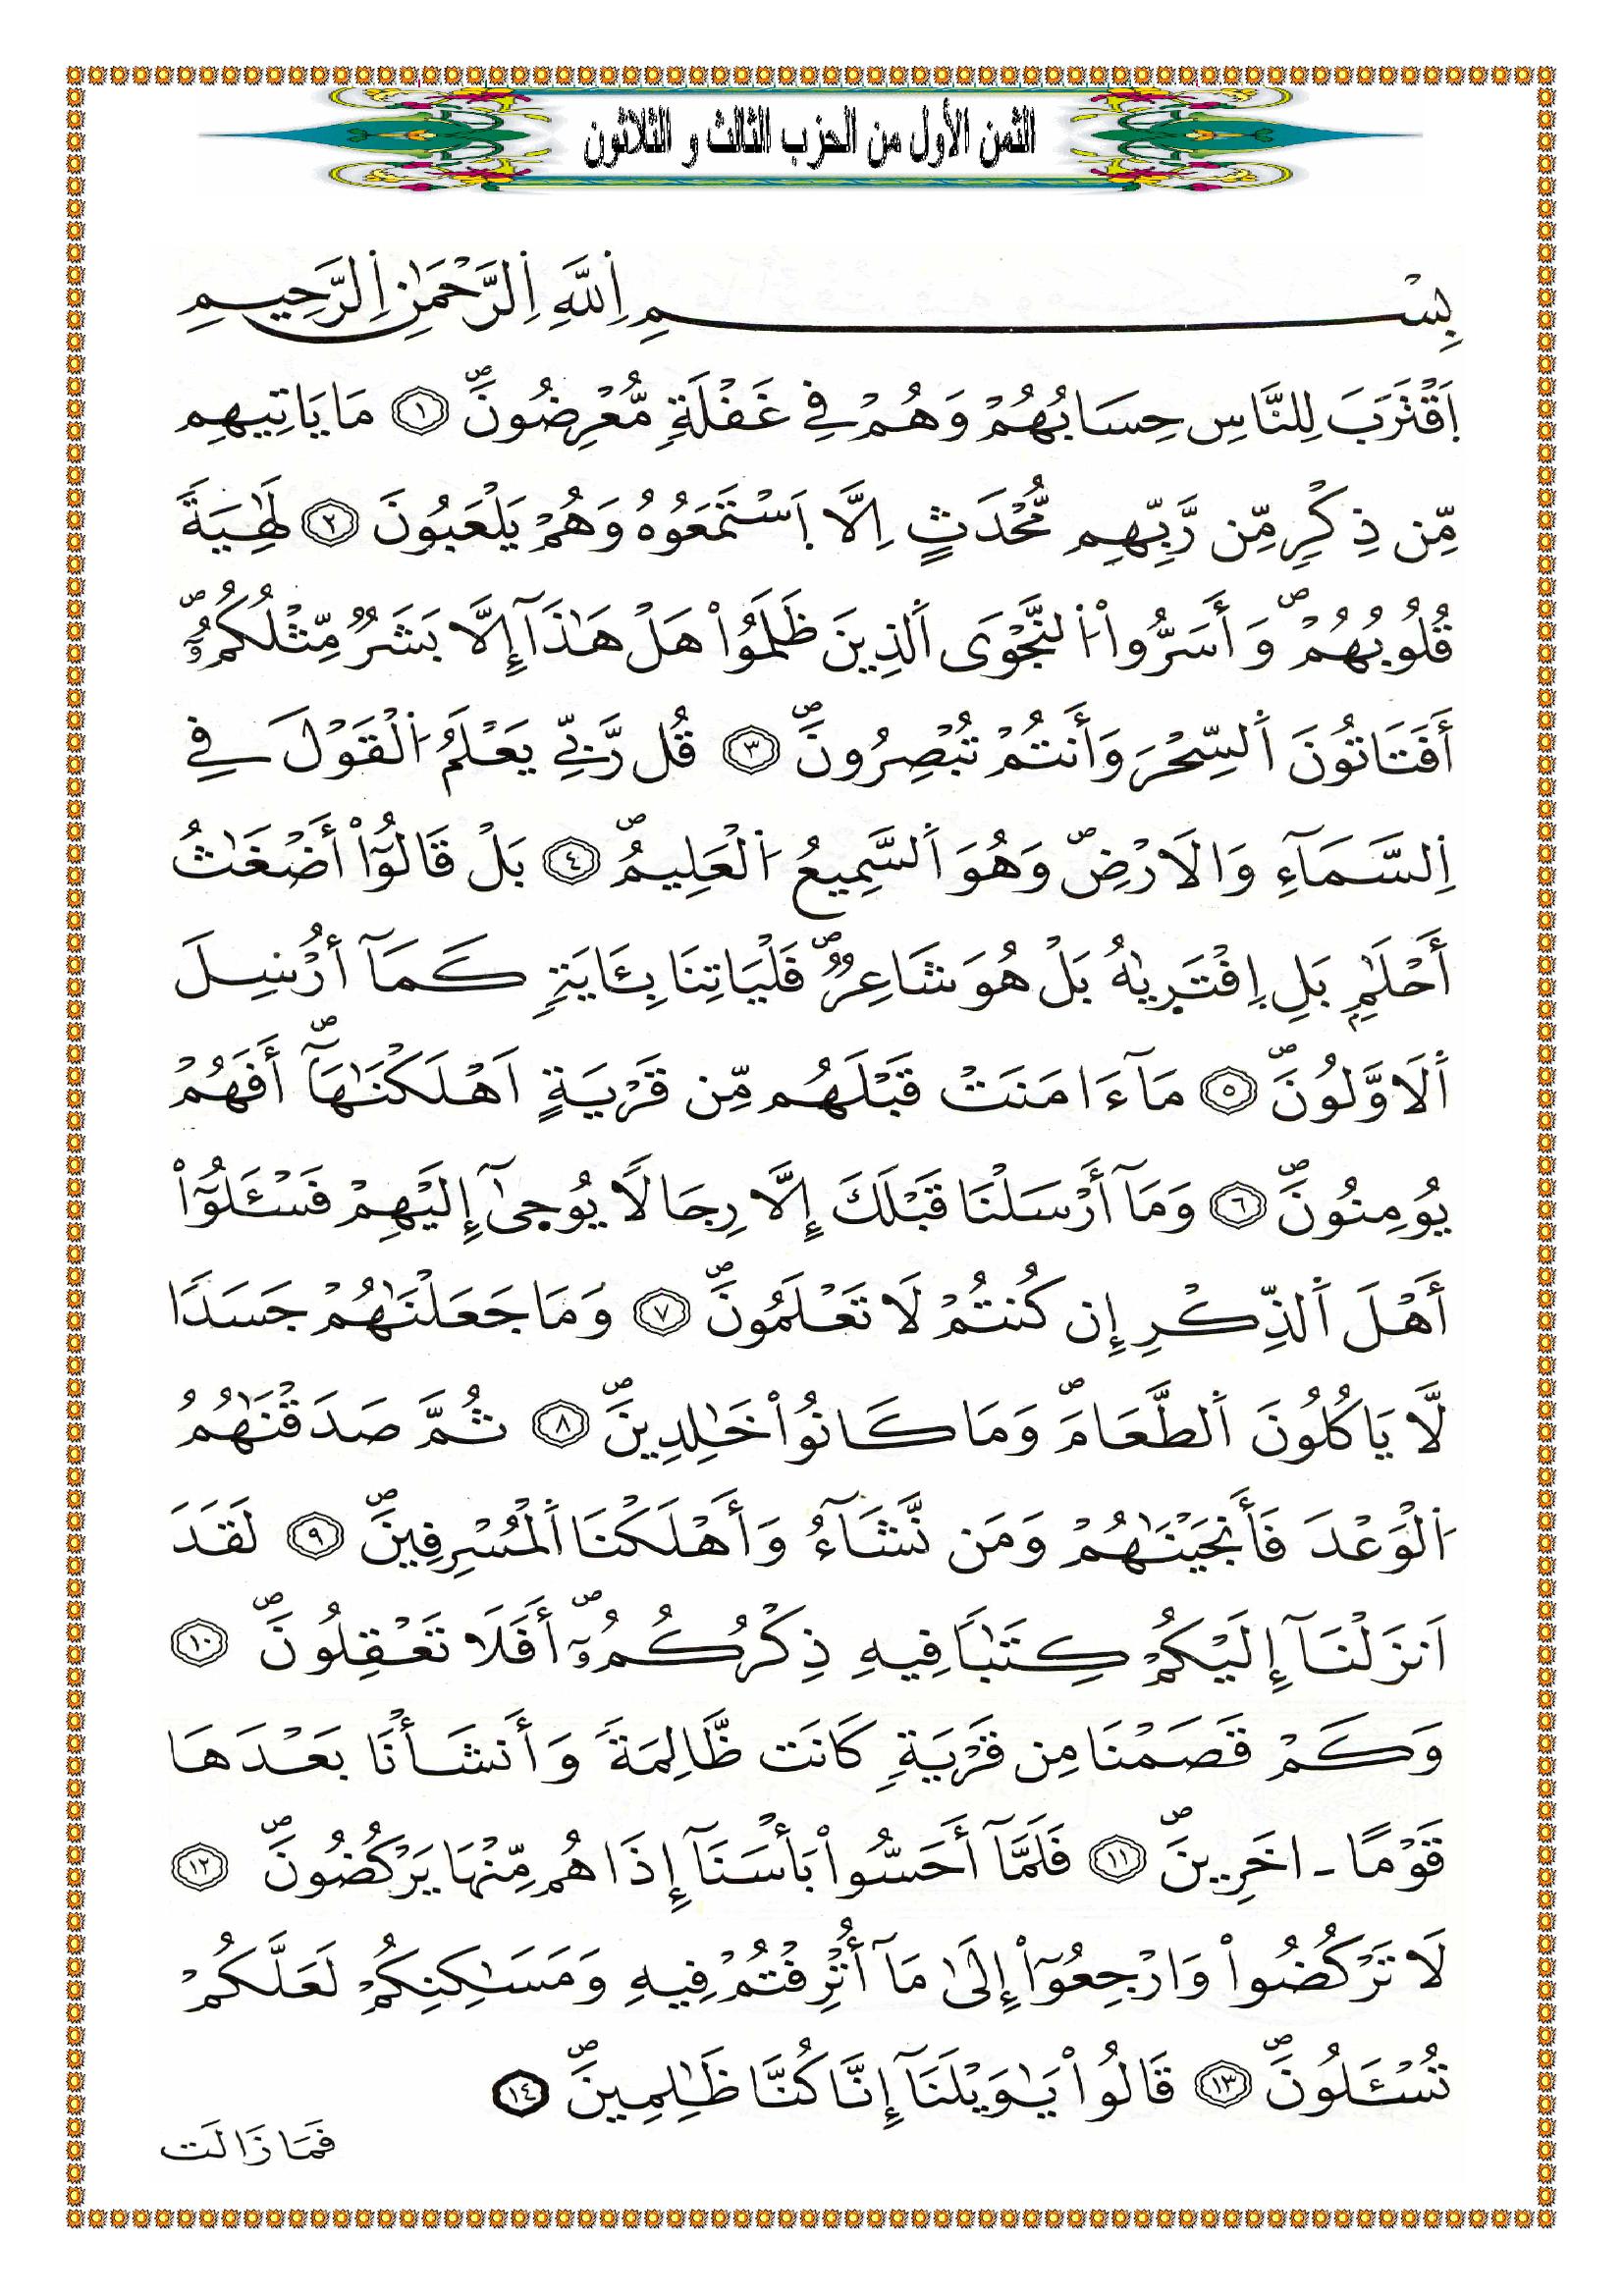 الثمن الأول من الحزب الثالث و الثلاثون
بِسْمِ اِ۬للَّهِ اِ۬لرَّحْمَٰنِ اِ۬لرَّحِيمِ
اِ۪قْتَرَبَ لِلنَّاسِ حِسَابُهُمْ وَهُمْ فِے غَفْلَةٖ مُّعْرِضُونَۖ ١ مَا يَاتِيهِم
مِّن ذِكْرٖ مِّن رَّبِّهِم مُّحْدَثٍ اِلَّا اَ۪سْتَمَعُوهُ وَهُمْ يَلْعَبُونَ ٢ لَٰهِيَةٗ
قُلُوبُهُمْۖ وَأَسَرُّواْ اُ۬لنَّجْوَى اَ۬لذِينَ ظَلَمُواْ هَلْ هَٰذَآ إِلَّا بَشَرٞ مِّثْلُكُمُۥٓۖ
أَفَتَاتُونَ اَ۬لسِّحْرَ وَأَنتُمْ تُبْصِرُونَۖ ٣ قُل رَّبِّے يَعْلَمُ اُ۬لْقَوْلَ فِے
اِ۬لسَّمَآءِ وَالَارْضِۖ وَهُوَ اَ۬لسَّمِيعُ اُ۬لْعَلِيمُۖ ٤ بَلْ قَالُوٓاْ أَضْغَٰثُ
أَحْلَٰمِۢ بَلِ اِ۪فْتَر۪يٰهُ بَلْ هُوَ شَاعِرٞۖ فَلْيَاتِنَا بِـَٔايَةٖ كَمَآ أُرْسِلَ
اَ۬لَاوَّلُونَۖ ٥ مَآ ءَامَنَتْ قَبْلَهُم مِّن قَرْيَةٍ اَهْلَكْنَٰهَآۖ أَفَهُمْ
يُومِنُونَۖ ٦ وَمَآ أَرْسَلْنَا قَبْلَكَ إِلَّا رِجَالاٗ يُوحَىٰٓ إِلَيْهِمْ فَسْـَٔلُوٓاْ
أَهْلَ اَ۬لذِّكْرِ إِن كُنتُمْ لَا تَعْلَمُونَۖ ٧ وَمَا جَعَلْنَٰهُمْ جَسَداٗ
لَّا يَاكُلُونَ اَ۬لطَّعَامَۖ وَمَا كَانُواْ خَٰلِدِينَۖ ٨ ثُمَّ صَدَقْنَٰهُمُ
اُ۬لْوَعْدَ فَأَنجَيْنَٰهُمْ وَمَن نَّشَآءُ وَأَهْلَكْنَا اَ۬لْمُسْرِفِينَۖ ٩ لَقَدَ
اَنزَلْنَآ إِلَيْكُمْ كِتَٰباٗ فِيهِ ذِكْرُكُمُۥٓۖ أَفَلَا تَعْقِلُونَۖ ١٠
وَكَمْ قَصَمْنَا مِن قَرْيَةٖ كَانَت ظَّالِمَةٗ وَأَنشَأْنَا بَعْدَهَا
قَوْماً ـ اخَرِينَۖ ١١ فَلَمَّآ أَحَسُّواْ بَأْسَنَآ إِذَا هُم مِّنْهَا يَرْكُضُونَۖ ١٢
لَا تَرْكُضُواْ وَارْجِعُوٓاْ إِلَىٰ مَآ أُتْرِفْتُمْ فِيهِ وَمَسَٰكِنِكُمْ لَعَلَّكُمْ
تُسْـَٔلُونَۖ ١٣ قَالُواْ يَٰوَيْلَنَآ إِنَّا كُنَّا ظَٰلِمِينَۖ ١٤
فَمَا زَالَت